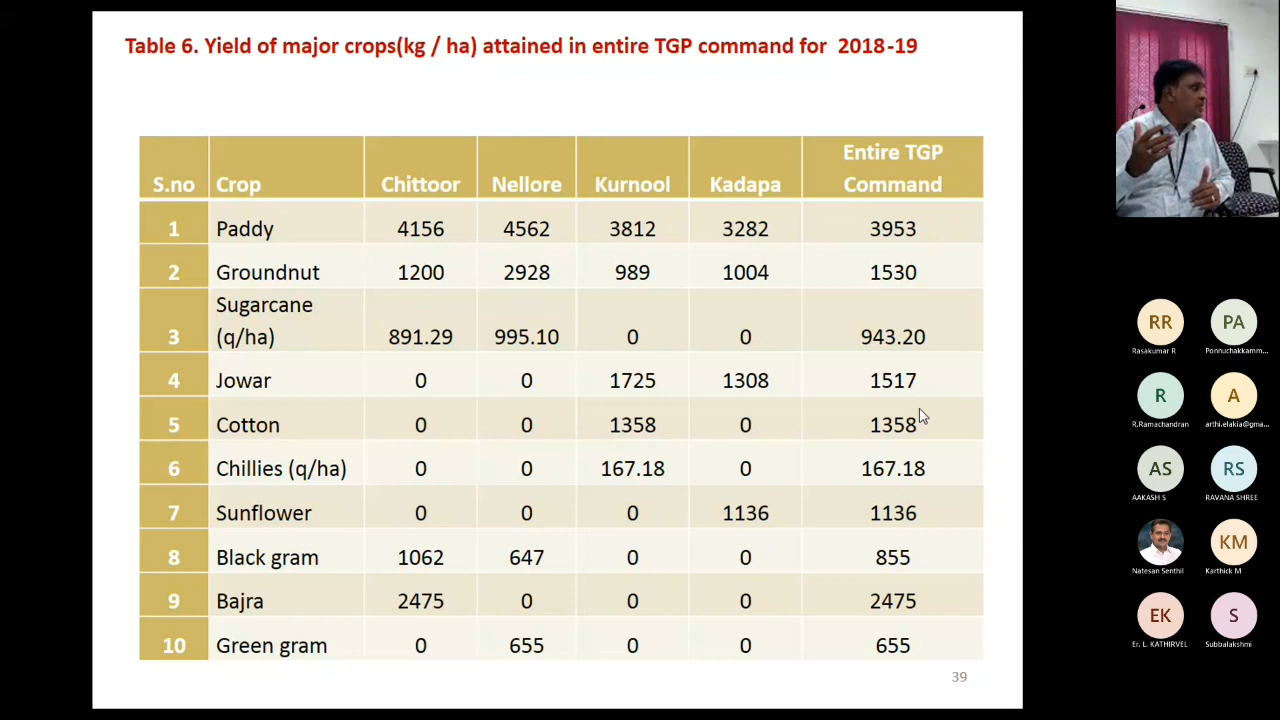 Table 6. Yield of major crops(kg / ha) attained in entire TGP command for 2018-19
S.no Crop Chittoor Nellore Kurnool Kadapa Entire TGP Command
1 Paddy 4156 4562 3812 3282 3953
2 Groundnut 1200 2928 989 1004 1530
3 Sugarcane (q/ha) 891.29 995.10 0 0 943.20
4 Jowar 0 0 1725 1308 1517
5 Cotton 0 0 1358 0 1358
6 Chillies (q/ha) 0 0 167.18 0 167.18
7 Sunflower 0 0 0 1136 1136
8 Black gram 1062 647 0 0 855
9 Bajra 2475 0 0 0 2475
10 Green gram 0 655 0 0 655
39
RR PA
Rasakumar R Ponnuchakkamm...
R A
R.Ramachandran arthi.elakia@gma...
AS RS
AAKASH S RAVANA SHREE
KM
Natesan Senthil Karthick M
EK S
Er. L. KATHIRVEL Subbalakshmi